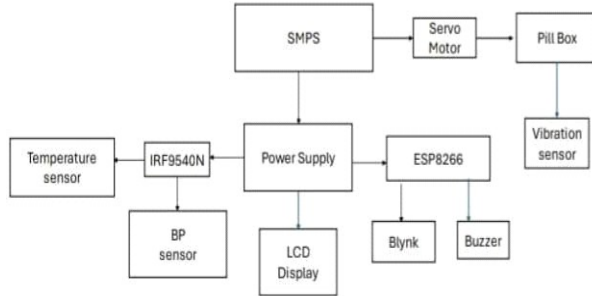 SMPS
Servo
Motor
Pill Box
Temperature
sensor
IRF9540N
Power Supply
ESP8266
Vibration
sensor
BP
sensor
LCD
Display
Blynk
Buzzer